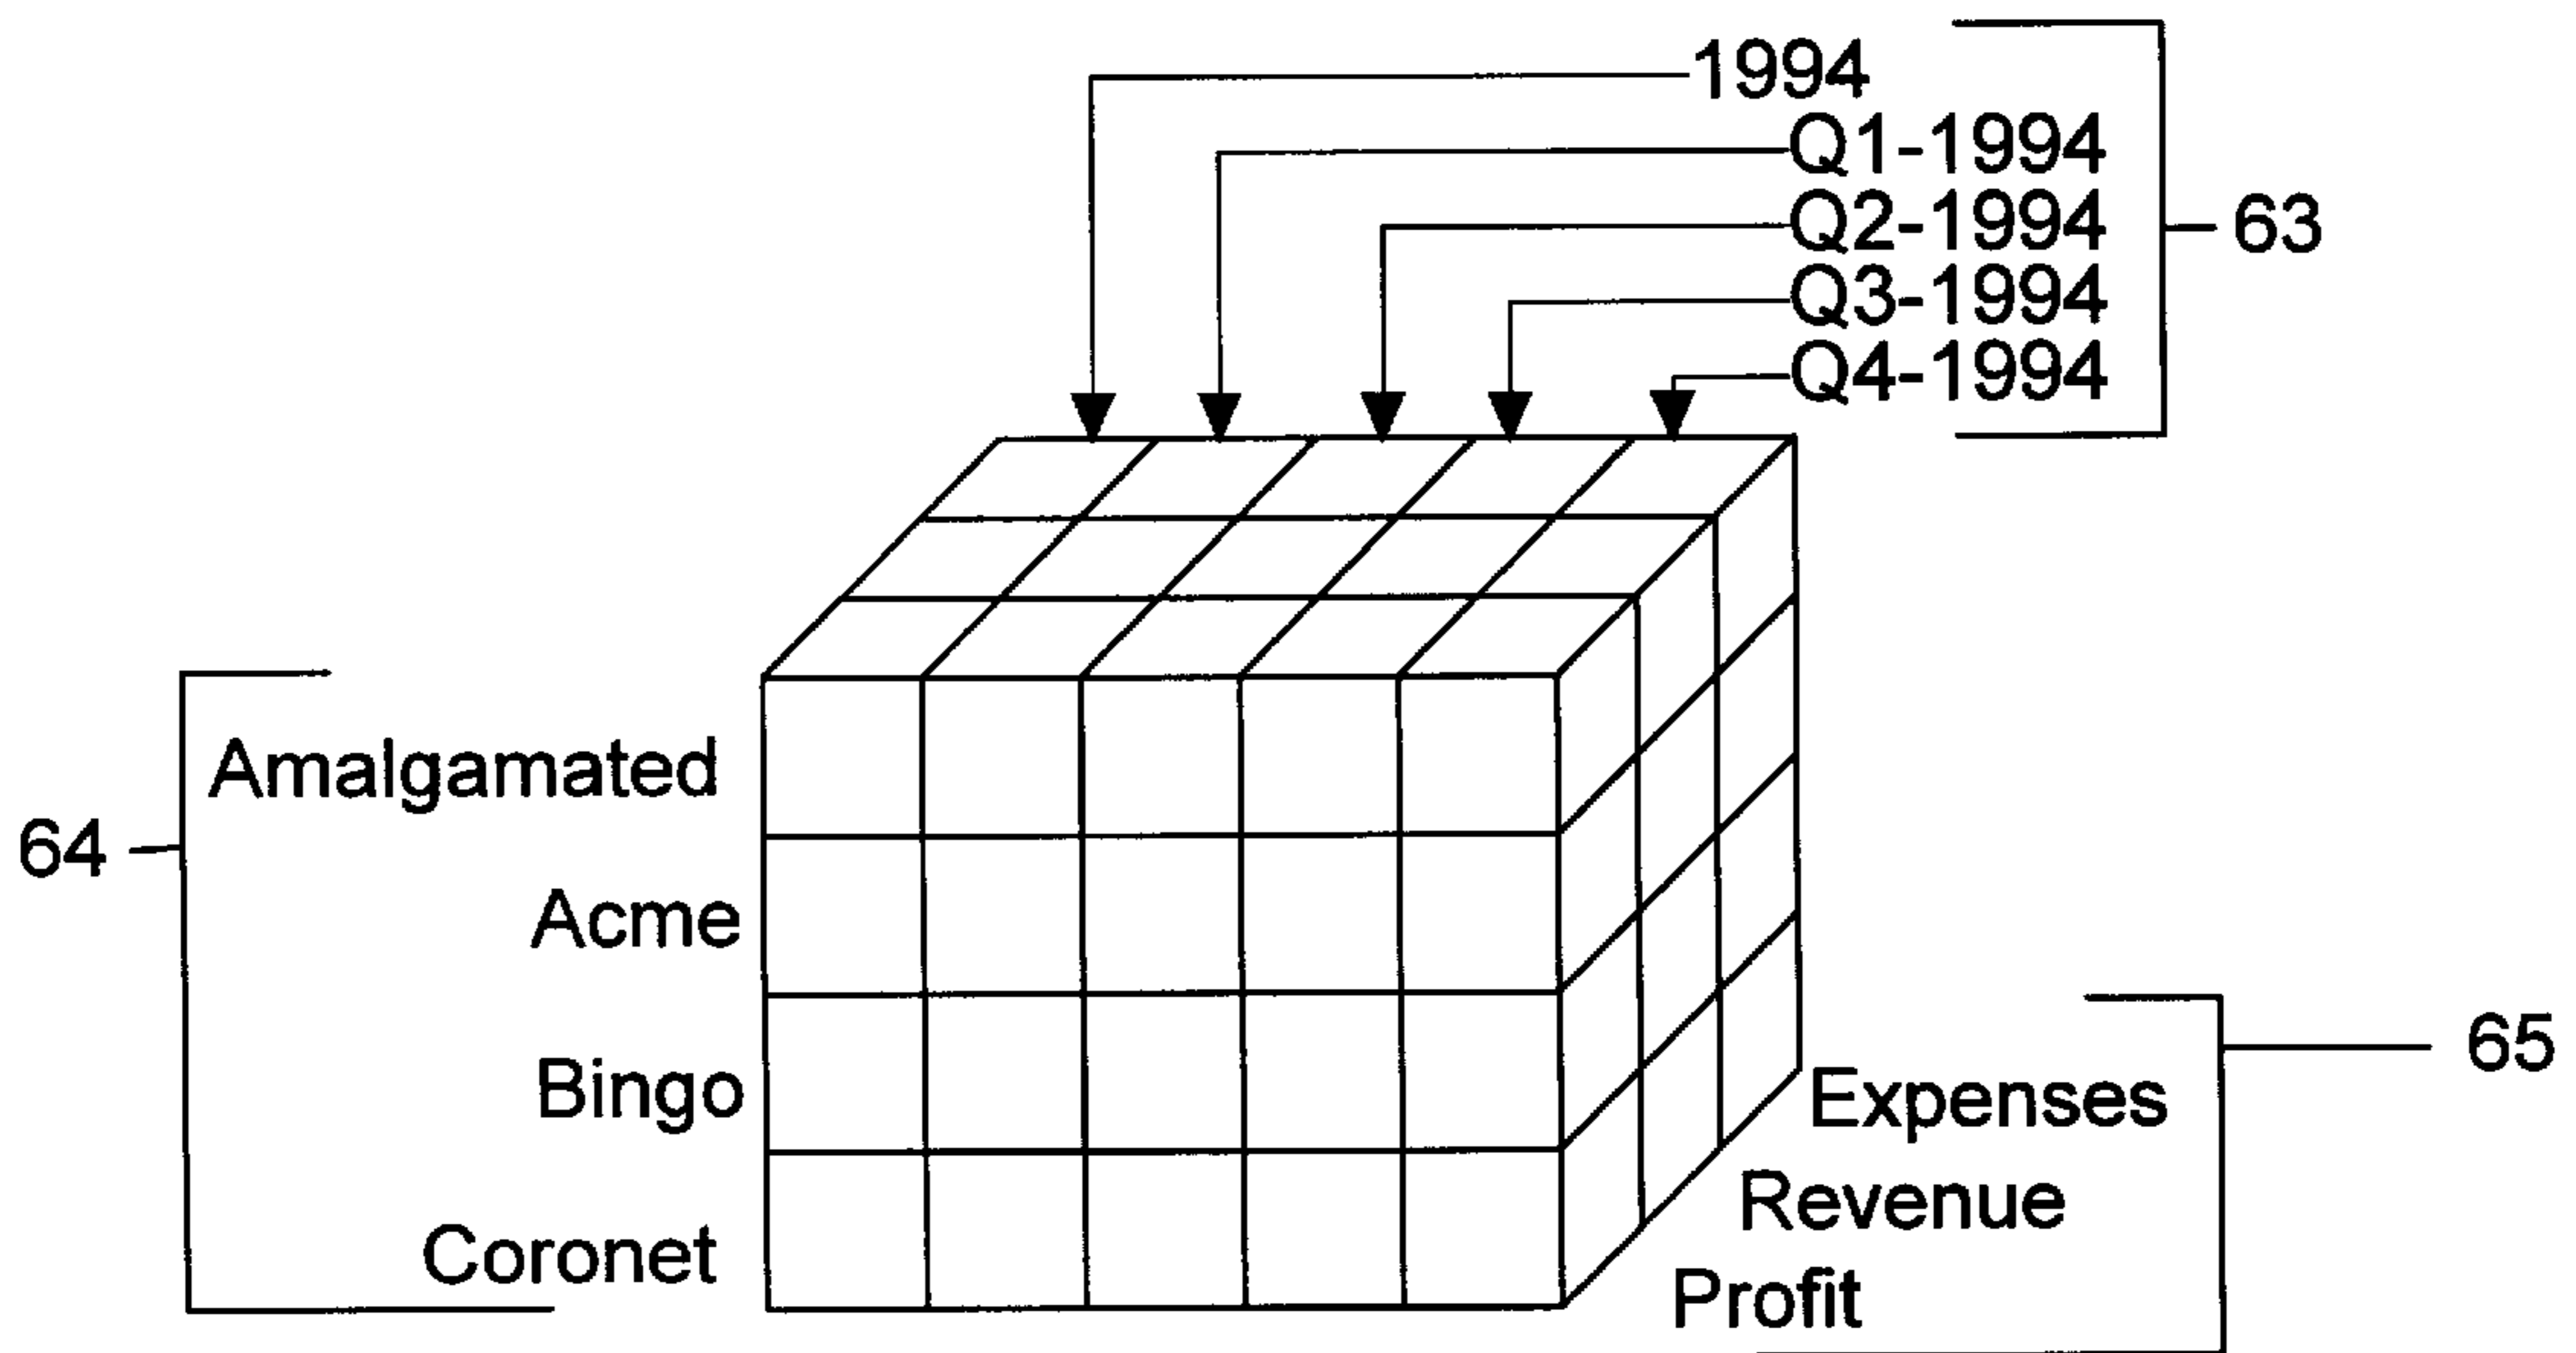 1994
Q1-1994
Q2-1994
63
Q3-1994
Q4-1994
Amalgamated
64
Acme
Bingo
Coronet
65
Expenses
Revenue
Profit